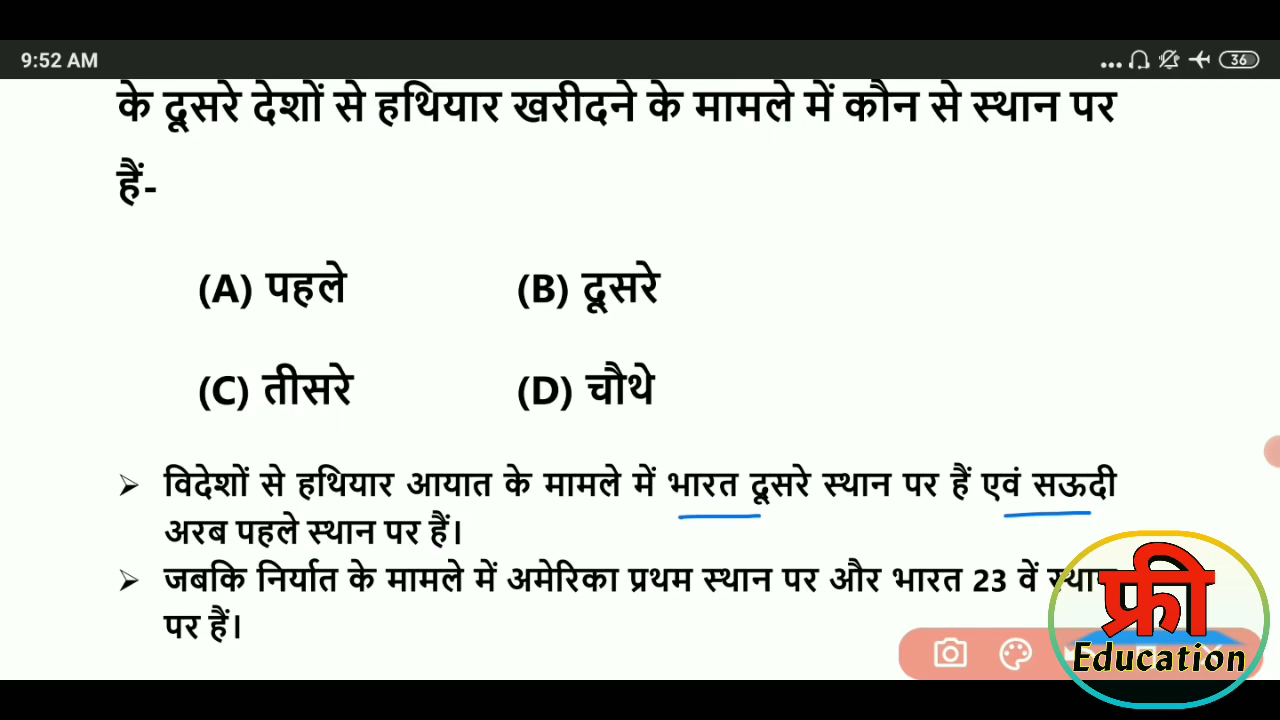 9:52 AM
36
के दूसरे देशों से हथियार खरीदने के मामले में कौन से स्थान पर
हैं-
(A) पहले (B) दूसरे
(C) तीसरे (D) चौथे
➢ विदेशों से हथियार आयात के मामले में भारत दूसरे स्थान पर हैं एवं सऊदी
अरब पहले स्थान पर हैं।
➢ जबकि निर्यात के मामले में अमेरिका प्रथम स्थान पर और भारत 23 वें स्थान
पर हैं।
फ्री
Education